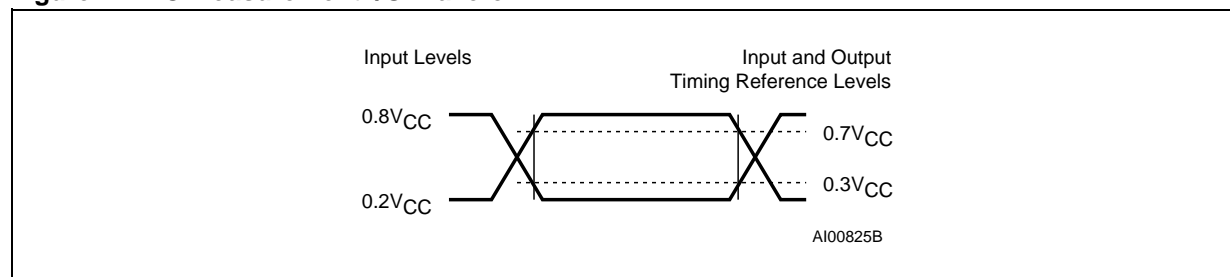 Input Levels
Input and Output
Timing Reference Levels
0.8VCC
0.7VCC
0.3VCC
0.2VCC
AI00825B